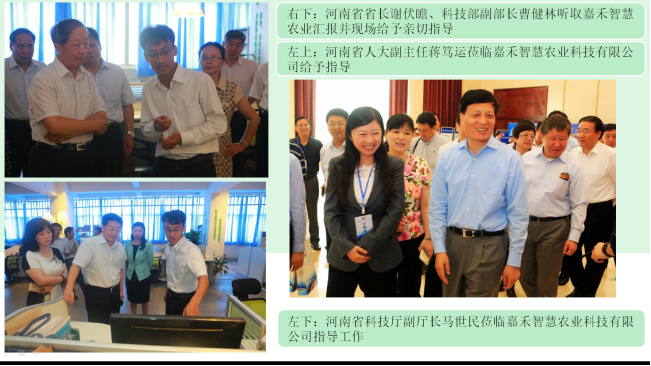 右下：河南省省长谢伏瞻、科技部副部长曹健林听取嘉禾智慧
农业汇报并现场给予亲切指导
左上：河南省人大副主任蒋笃运莅临嘉禾智慧农业科技有限公
司给予指导
左下：河南省科技厅副厅长马世民莅临嘉禾智慧农业科技有限
公司指导工作